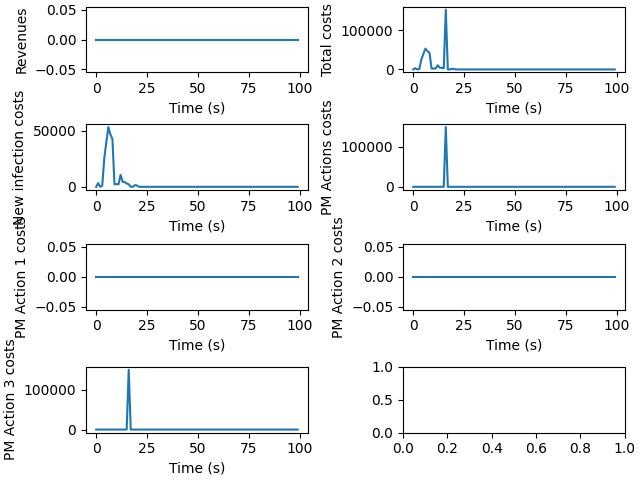 Revenues
0.05
0.00
−0.05
0 25 50 75 100
Time (s)
Total costs
100000
0
0 25 50 75 100
Time (s)
New infection costs
50000
0
0 25 50 75 100
Time (s)
PM Actions costs
100000
0
0 25 50 75 100
Time (s)
PM Action 1 costs
0.05
0.00
−0.05
0 25 50 75 100
Time (s)
PM Action 2 costs
0.05
0.00
−0.05
0 25 50 75 100
Time (s)
PM Action 3 costs
100000
0
0 25 50 75 100
Time (s)
1.0
0.5
0.0
0.0 0.2 0.4 0.6 0.8 1.0